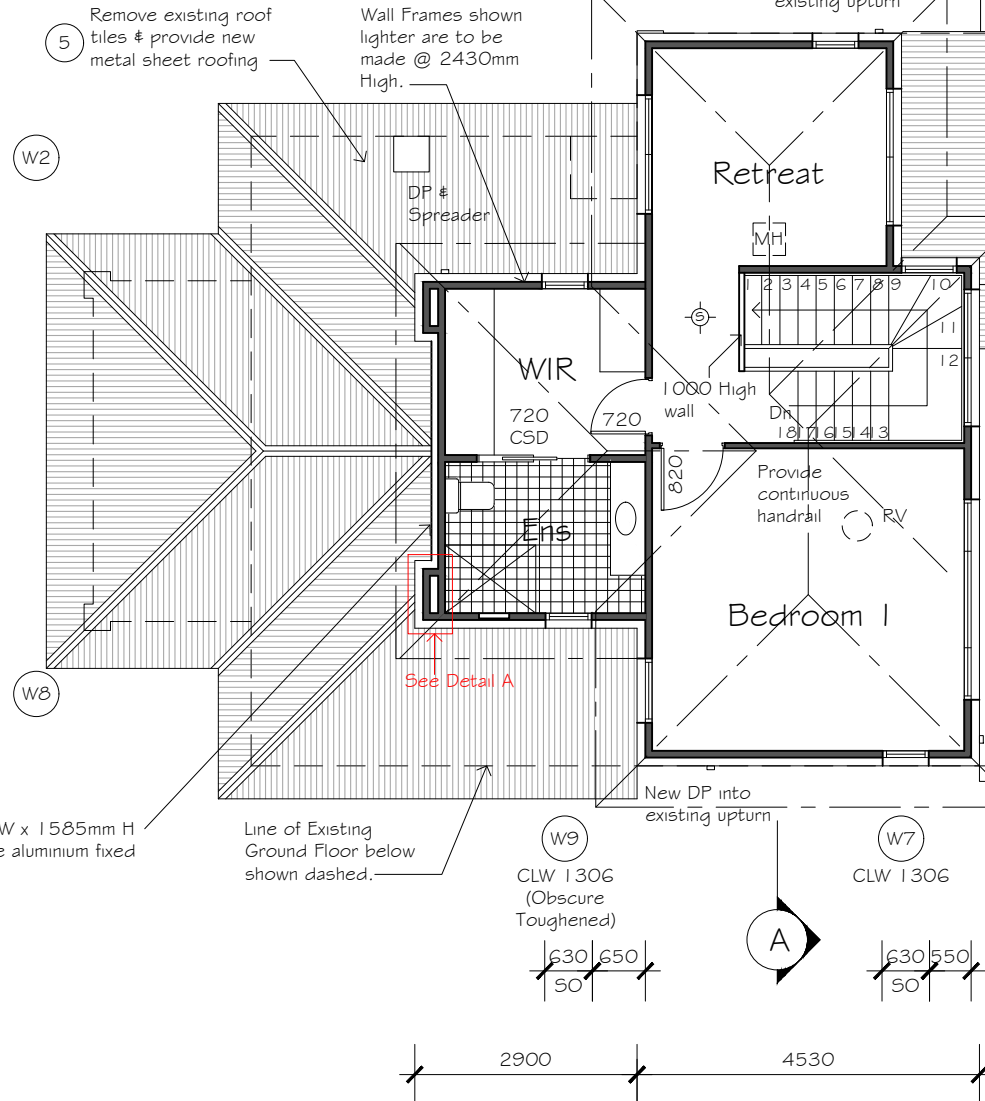 existing upturn
5
Remove existing roof
tiles & provide new
metal sheet roofing
Wall Frames shown
lighter are to be
made @ 2430mm
High.
W2
DP &
Spreader
Retreat
MH
1 2 3 4 5 6 7 8 9 10
11
12
S
WIR
1000 High
wall
720
CSD
720
Dn
18 17 16 15 14 13
820
Provide
continuous
handrail
RV
Ens
Bedroom 1
See Detail A
W8
W x 1585mm H
e aluminium fixed
Line of Existing
Ground Floor below
shown dashed.
New DP into
existing upturn
W9
CLW 1306
(Obscure
Toughened)
W7
CLW 1306
A
630 650
SO
630 550
SO
2900
4530